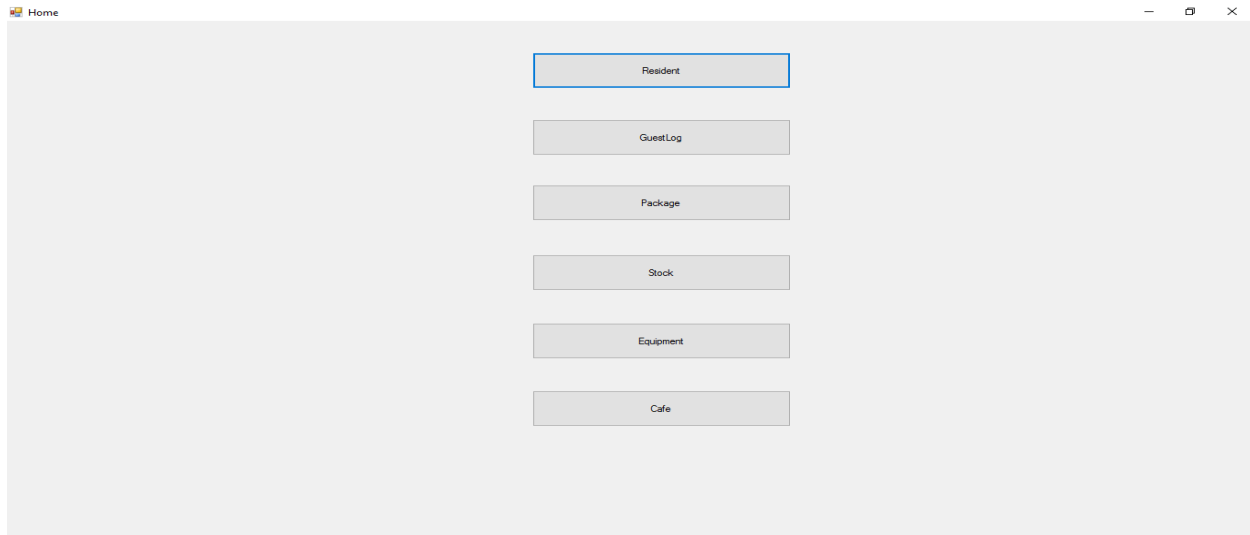 Home
Resident
GuestLog
Package
Stock
Equipment
Cafe